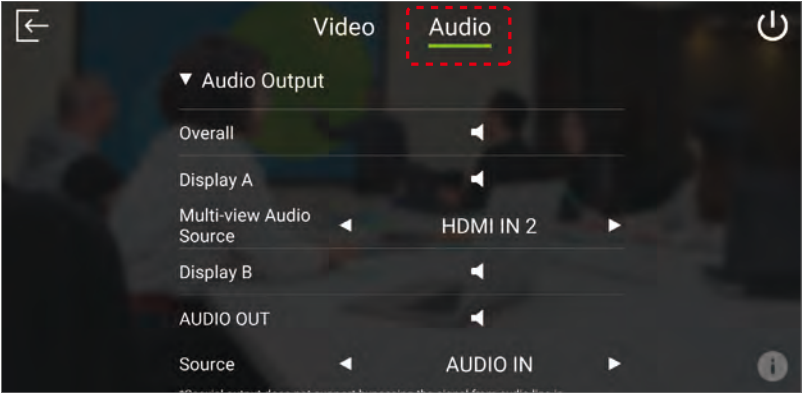 Video Audio
▼ Audio Output
Overall
Display A
Multi-view Audio
Source
◀ HDMI IN 2 ▶
Display B
AUDIO OUT
Source ◀ AUDIO IN ▶